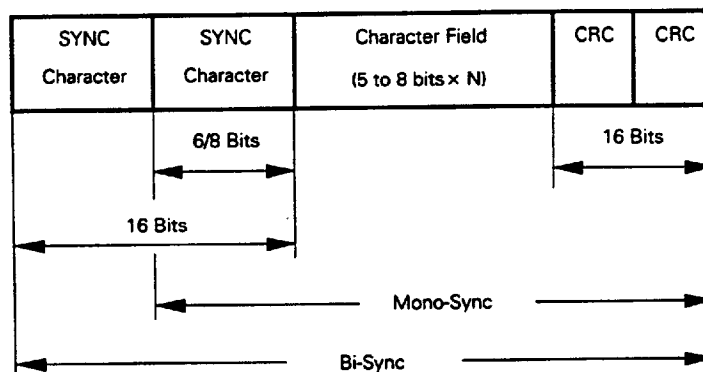 SYNC Character
SYNC Character
Character Field
(5 to 8 bits × N)
CRC
CRC
6/8 Bits
16 Bits
16 Bits
Mono-Sync
Bi-Sync